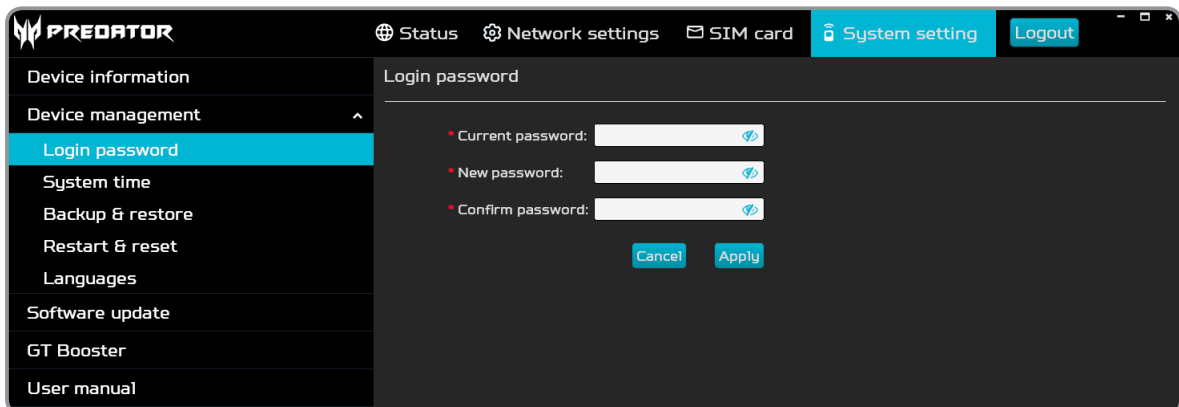 PREDATOR
Status Network settings SIM card System setting Logout
Device information
Device management
Login password
System time
Backup & restore
Restart & reset
Languages
Software update
GT Booster
User manual
Login password
* Current password:
* New password:
* Confirm password:
Cancel Apply